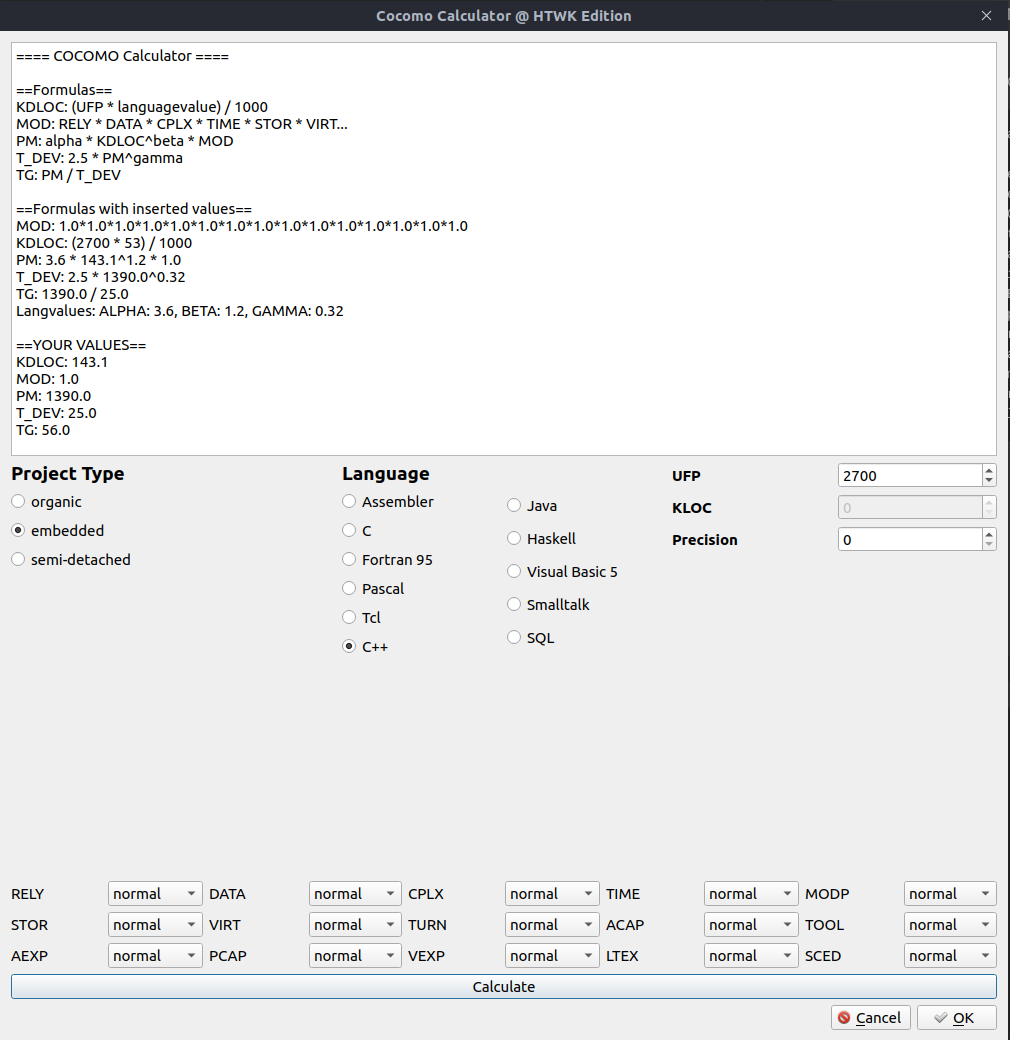 Cocomo Calculator @ HTWK Edition
==== COCOMO Calculator ====
==Formulas==
KDLOC: (UFP * languagevalue) / 1000
MOD: RELY * DATA * CPLX * TIME * STOR * VIRT...
PM: alpha * KDLOC^beta * MOD
T_DEV: 2.5 * PM^gamma
TG: PM / T_DEV
==Formulas with inserted values==
MOD: 1.0*1.0*1.0*1.0*1.0*1.0*1.0*1.0*1.0*1.0*1.0*1.0*1.0*1.0*1.0
KDLOC: (2700 * 53) / 1000
PM: 3.6 * 143.1^1.2 * 1.0
T_DEV: 2.5 * 1390.0^0.32
TG: 1390.0 / 25.0
Langvalues: ALPHA: 3.6, BETA: 1.2, GAMMA: 0.32
==YOUR VALUES==
KDLOC: 143.1
MOD: 1.0
PM: 1390.0
T_DEV: 25.0
TG: 56.0
Project Type
organic
embedded
semi-detached
Language
Assembler
C
Fortran 95
Pascal
Tcl
C++
Java
Haskell
Visual Basic 5
Smalltalk
SQL
UFP 2700
KLOC 0
Precision 0
RELY normal DATA normal CPLX normal TIME normal MODP normal
STOR normal VIRT normal TURN normal ACAP normal TOOL normal
AEXP normal PCAP normal VEXP normal LTEX normal SCED normal
Calculate
Cancel OK